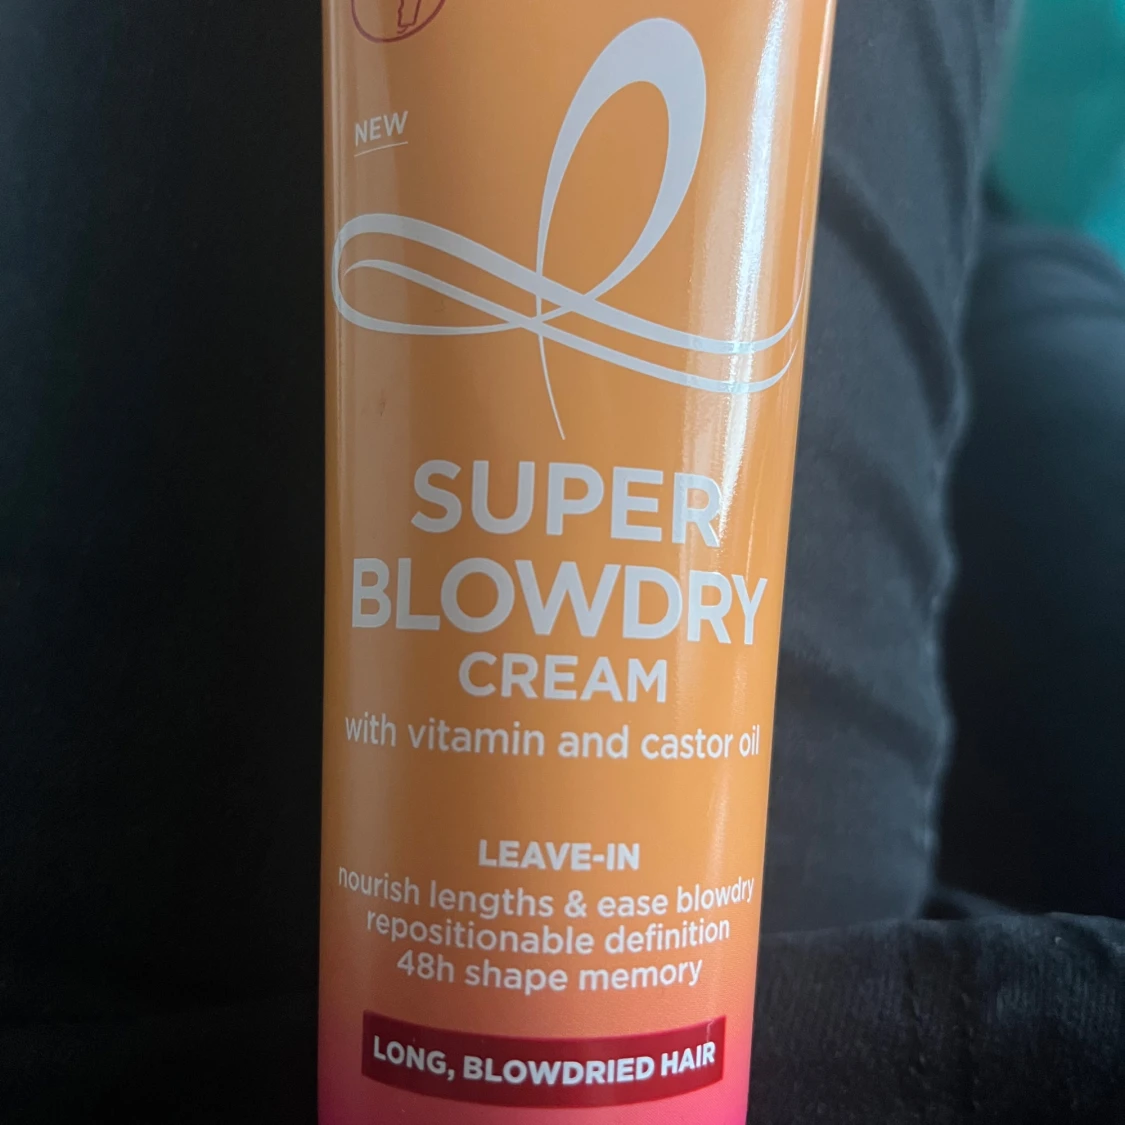 NEW
SUPER
BLOWDRY
CREAM
with vitamin and castor oil
LEAVE-IN
nourish lengths & ease blowdry
repositionable definition
48h shape memory
LONG, BLOWDRIED HAIR